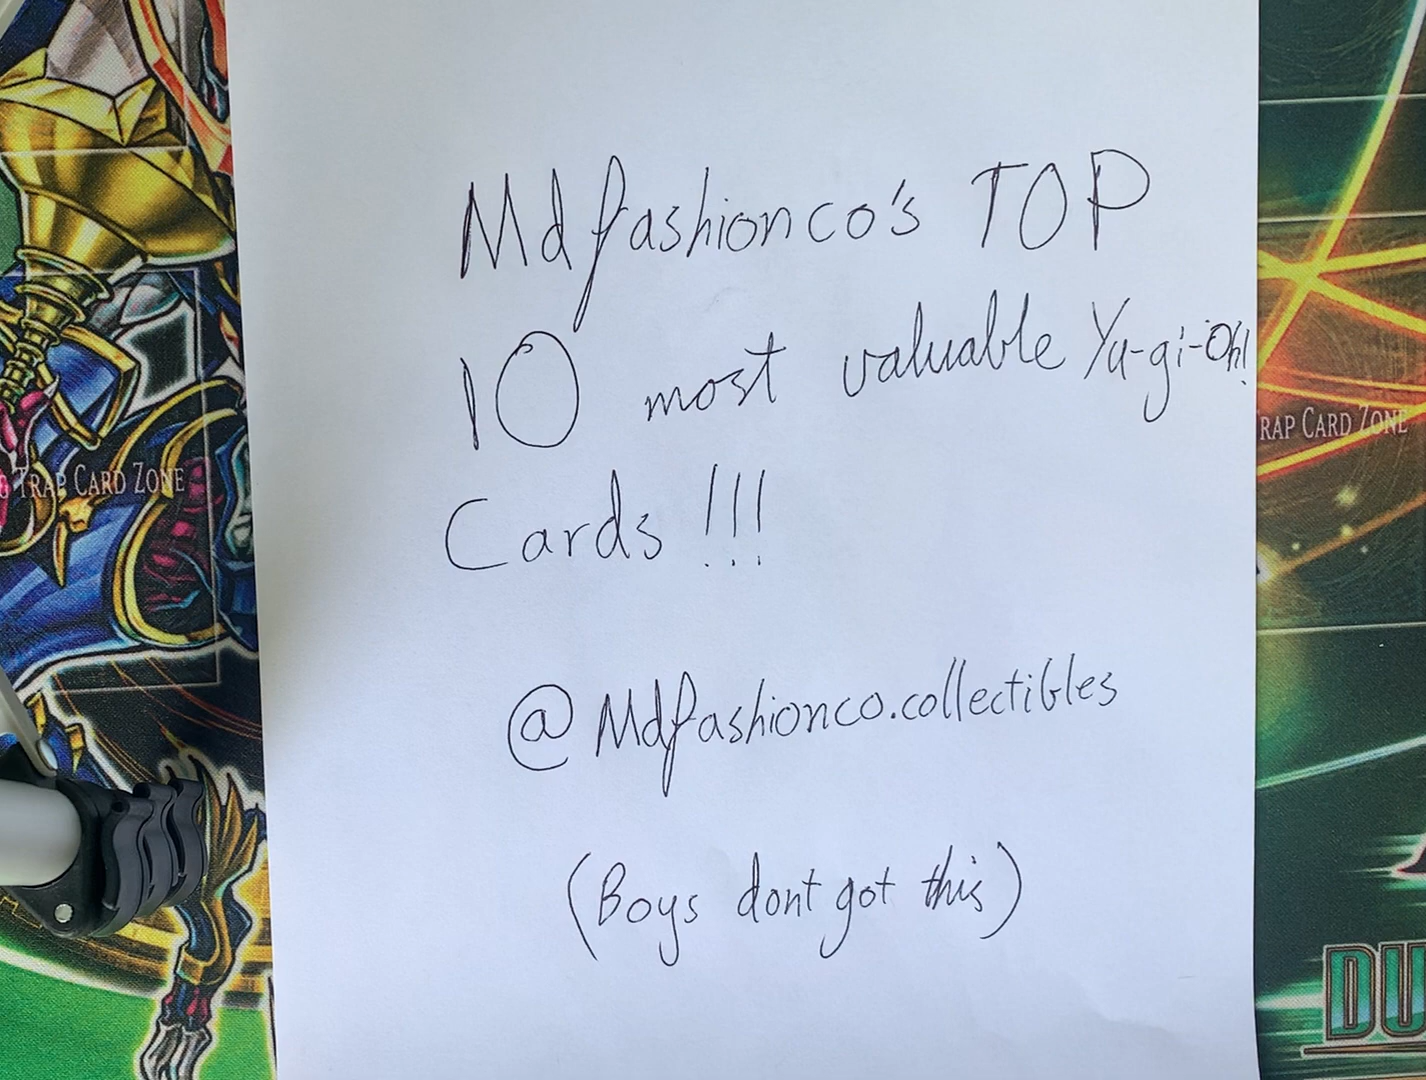 Mdfashionco's TOP
10 most valuable Yu-gi-Oh!
Cards !!!
@Mdfashionco.collectibles
(Boys dont got this)
TRAP CARD ZONE
RAP CARD ZONE
DU